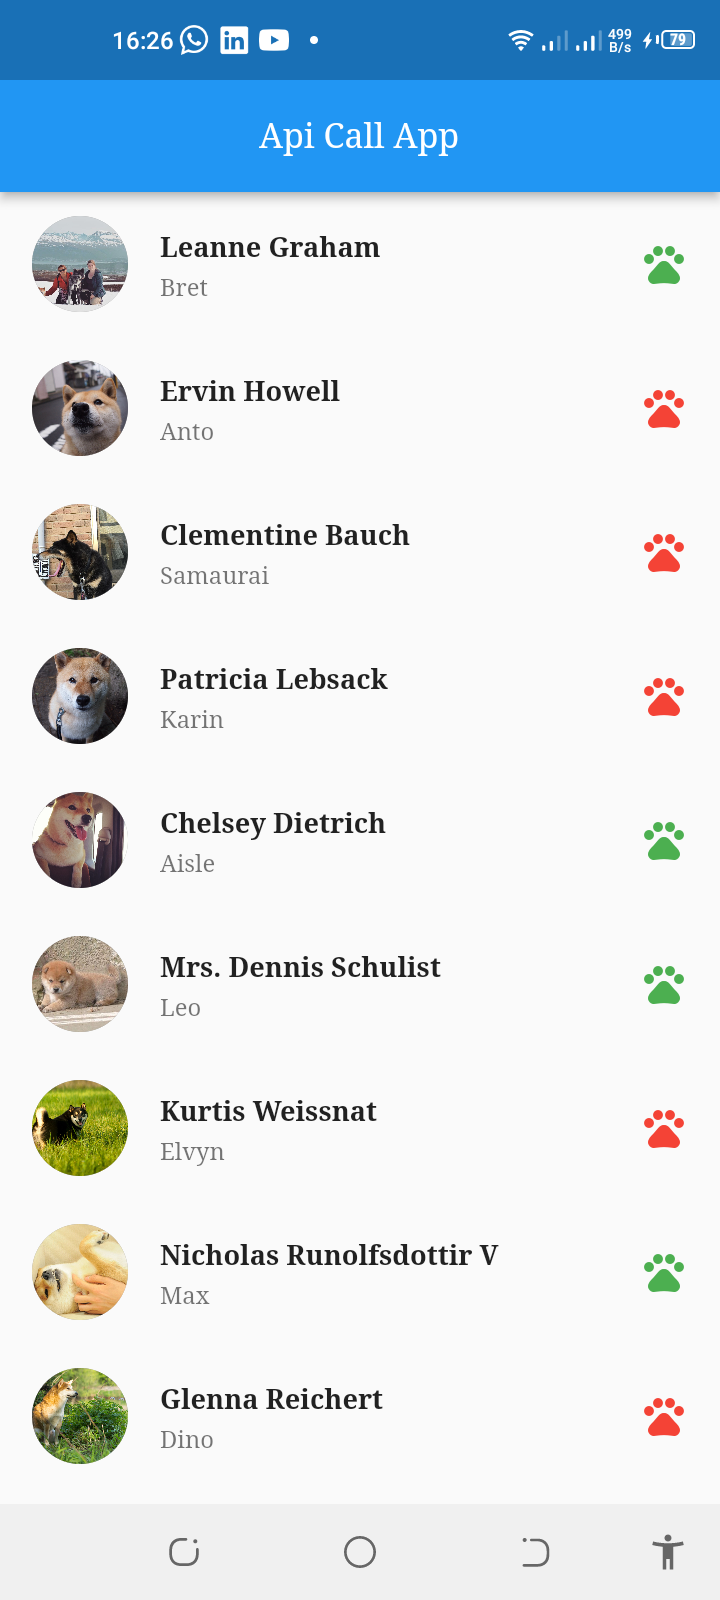 16:26
499
B/s
79
Api Call App
Leanne Graham
Bret
Ervin Howell
Anto
Clementine Bauch
Samaurai
Patricia Lebsack
Karin
Chelsey Dietrich
Aisle
Mrs. Dennis Schulist
Leo
Kurtis Weissnat
Elvyn
Nicholas Runolfsdottir V
Max
Glenna Reichert
Dino